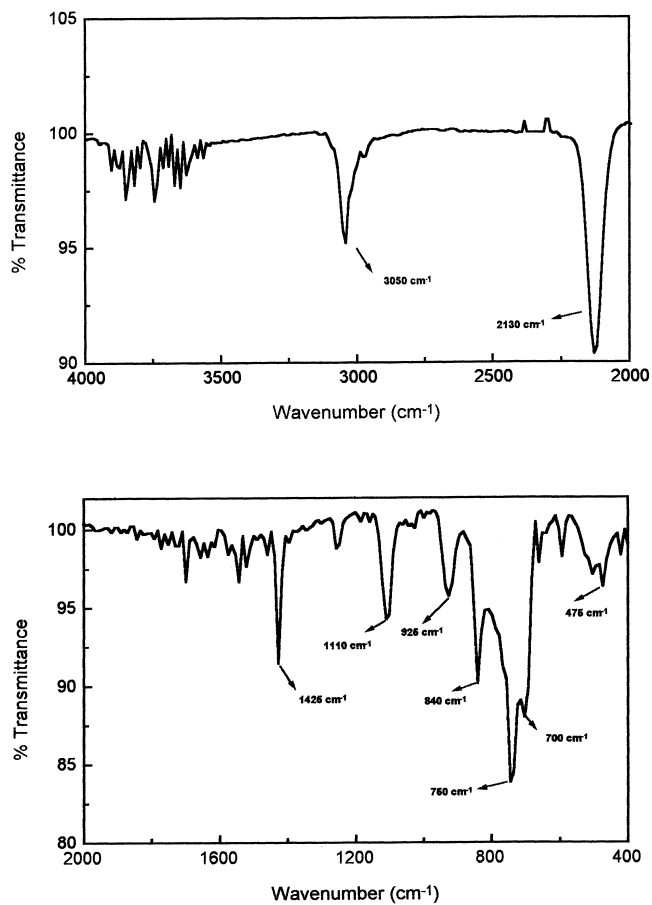 105
100
95
90
% Transmittance
3050 cm-1
2130 cm-1
4000 3500 3000 2500 2000
Wavenumber (cm-1)
100
95
90
85
80
% Transmittance
1425 cm-1
1110 cm-1
925 cm-1
840 cm-1
750 cm-1
700 cm-1
475 cm-1
2000 1600 1200 800 400
Wavenumber (cm-1)